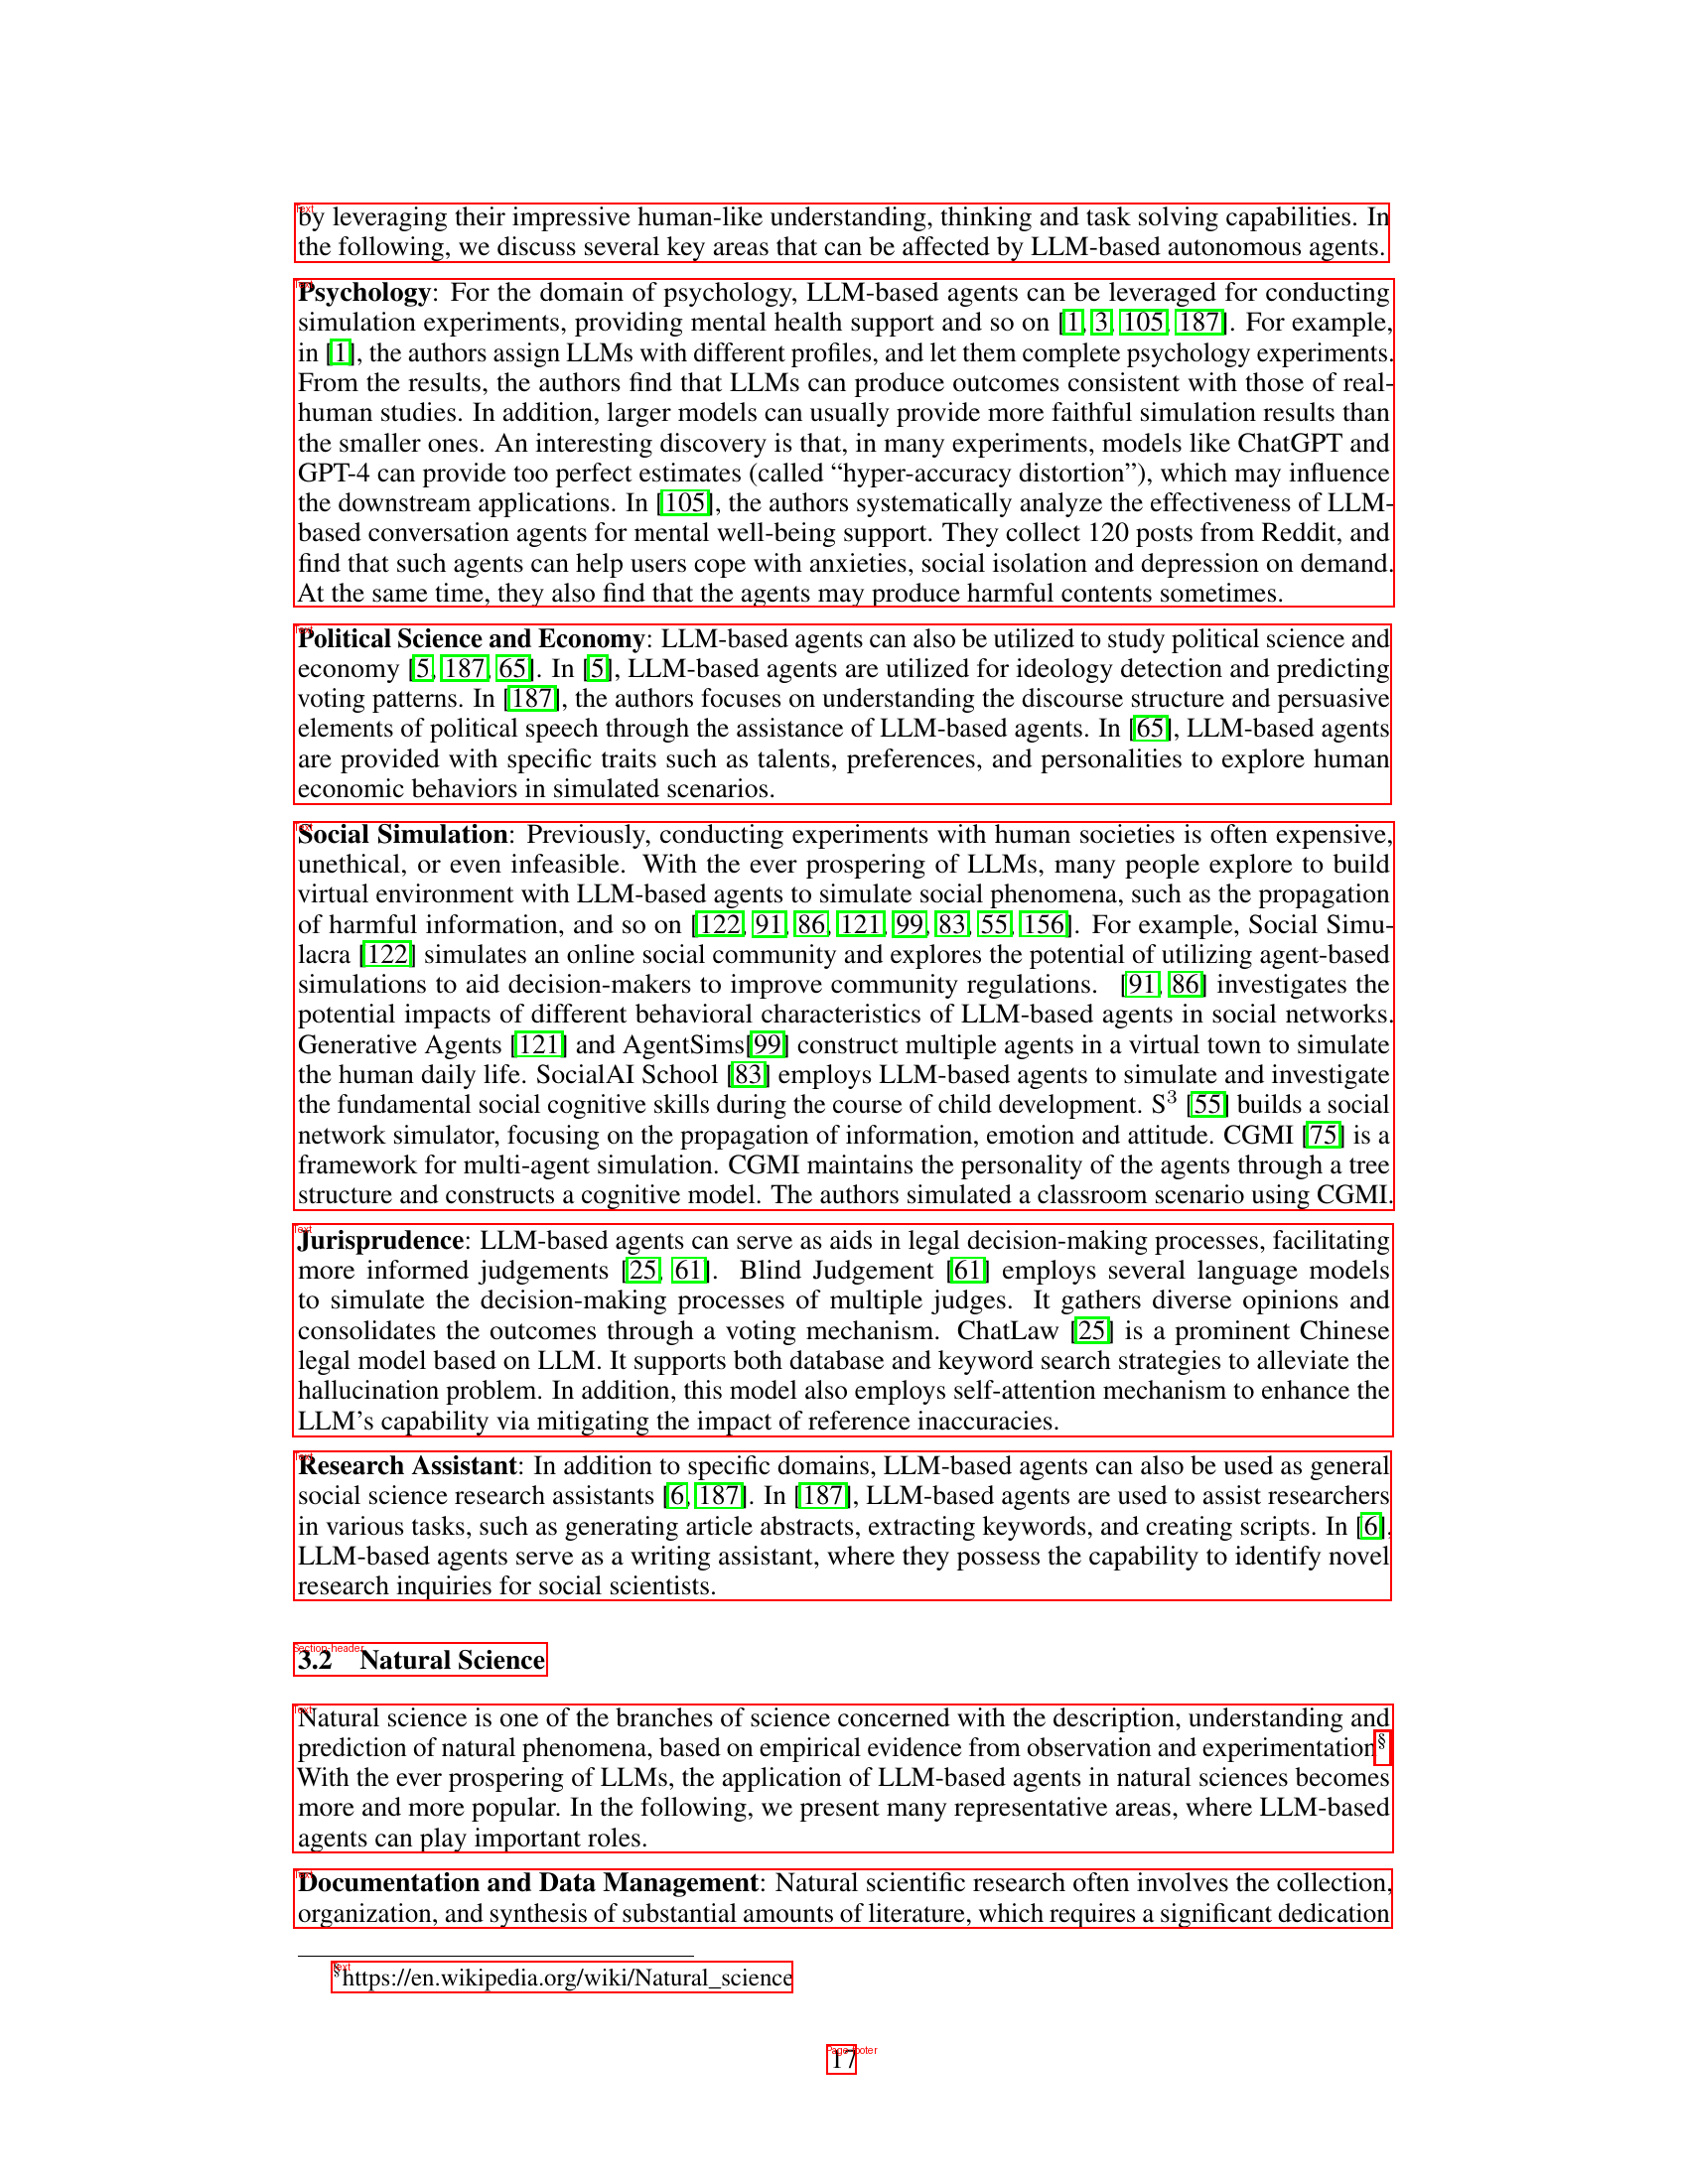 by leveraging their impressive human-like understanding, thinking and task solving capabilities. In
the following, we discuss several key areas that can be affected by LLM-based autonomous agents.
Psychology: For the domain of psychology, LLM-based agents can be leveraged for conducting
simulation experiments, providing mental health support and so on [1, 3, 105, 187]. For example,
in [1], the authors assign LLMs with different profiles, and let them complete psychology experiments.
From the results, the authors find that LLMs can produce outcomes consistent with those of real-
human studies. In addition, larger models can usually provide more faithful simulation results than
the smaller ones. An interesting discovery is that, in many experiments, models like ChatGPT and
GPT-4 can provide too perfect estimates (called “hyper-accuracy distortion”), which may influence
the downstream applications. In [105], the authors systematically analyze the effectiveness of LLM-
based conversation agents for mental well-being support. They collect 120 posts from Reddit, and
find that such agents can help users cope with anxieties, social isolation and depression on demand.
At the same time, they also find that the agents may produce harmful contents sometimes.
Political Science and Economy: LLM-based agents can also be utilized to study political science and
economy [5, 187, 65]. In [5], LLM-based agents are utilized for ideology detection and predicting
voting patterns. In [187], the authors focuses on understanding the discourse structure and persuasive
elements of political speech through the assistance of LLM-based agents. In [65], LLM-based agents
are provided with specific traits such as talents, preferences, and personalities to explore human
economic behaviors in simulated scenarios.
Social Simulation: Previously, conducting experiments with human societies is often expensive,
unethical, or even infeasible. With the ever prospering of LLMs, many people explore to build
virtual environment with LLM-based agents to simulate social phenomena, such as the propagation
of harmful information, and so on [122, 91, 86, 121, 99, 83, 55, 156]. For example, Social Simu-
lacra [122] simulates an online social community and explores the potential of utilizing agent-based
simulations to aid decision-makers to improve community regulations. [91, 86] investigates the
potential impacts of different behavioral characteristics of LLM-based agents in social networks.
Generative Agents [121] and AgentSims[99] construct multiple agents in a virtual town to simulate
the human daily life. SocialAI School [83] employs LLM-based agents to simulate and investigate
the fundamental social cognitive skills during the course of child development. S³ [55] builds a social
network simulator, focusing on the propagation of information, emotion and attitude. CGMI [75] is a
framework for multi-agent simulation. CGMI maintains the personality of the agents through a tree
structure and constructs a cognitive model. The authors simulated a classroom scenario using CGMI.
Jurisprudence: LLM-based agents can serve as aids in legal decision-making processes, facilitating
more informed judgements [25, 61]. Blind Judgement [61] employs several language models
to simulate the decision-making processes of multiple judges. It gathers diverse opinions and
consolidates the outcomes through a voting mechanism. ChatLaw [25] is a prominent Chinese
legal model based on LLM. It supports both database and keyword search strategies to alleviate the
hallucination problem. In addition, this model also employs self-attention mechanism to enhance the
LLM’s capability via mitigating the impact of reference inaccuracies.
Research Assistant: In addition to specific domains, LLM-based agents can also be used as general
social science research assistants [6, 187]. In [187], LLM-based agents are used to assist researchers
in various tasks, such as generating article abstracts, extracting keywords, and creating scripts. In [6],
LLM-based agents serve as a writing assistant, where they possess the capability to identify novel
research inquiries for social scientists.
Section-header
3.2 Natural Science
Text
Natural science is one of the branches of science concerned with the description, understanding and
prediction of natural phenomena, based on empirical evidence from observation and experimentation§
With the ever prospering of LLMs, the application of LLM-based agents in natural sciences becomes
more and more popular. In the following, we present many representative areas, where LLM-based
agents can play important roles.
Documentation and Data Management: Natural scientific research often involves the collection,
organization, and synthesis of substantial amounts of literature, which requires a significant dedication
§https://en.wikipedia.org/wiki/Natural_science
Page-footer
17